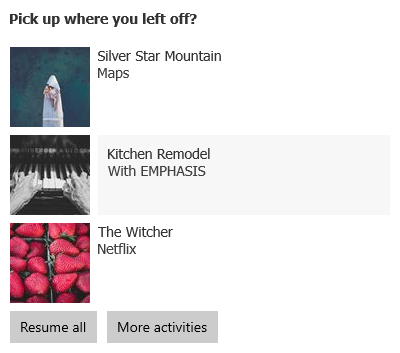 Pick up where you left off?
Silver Star Mountain
Maps
Kitchen Remodel
With EMPHASIS
The Witcher
Netflix
Resume all
More activities